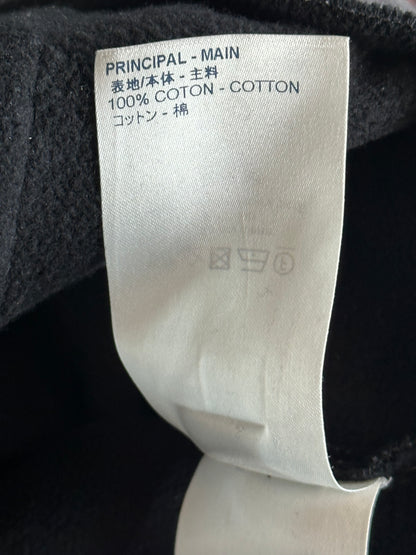 PRINCIPAL - MAIN
表地/本体 - 主料
100% COTON - COTTON
コットン - 棉